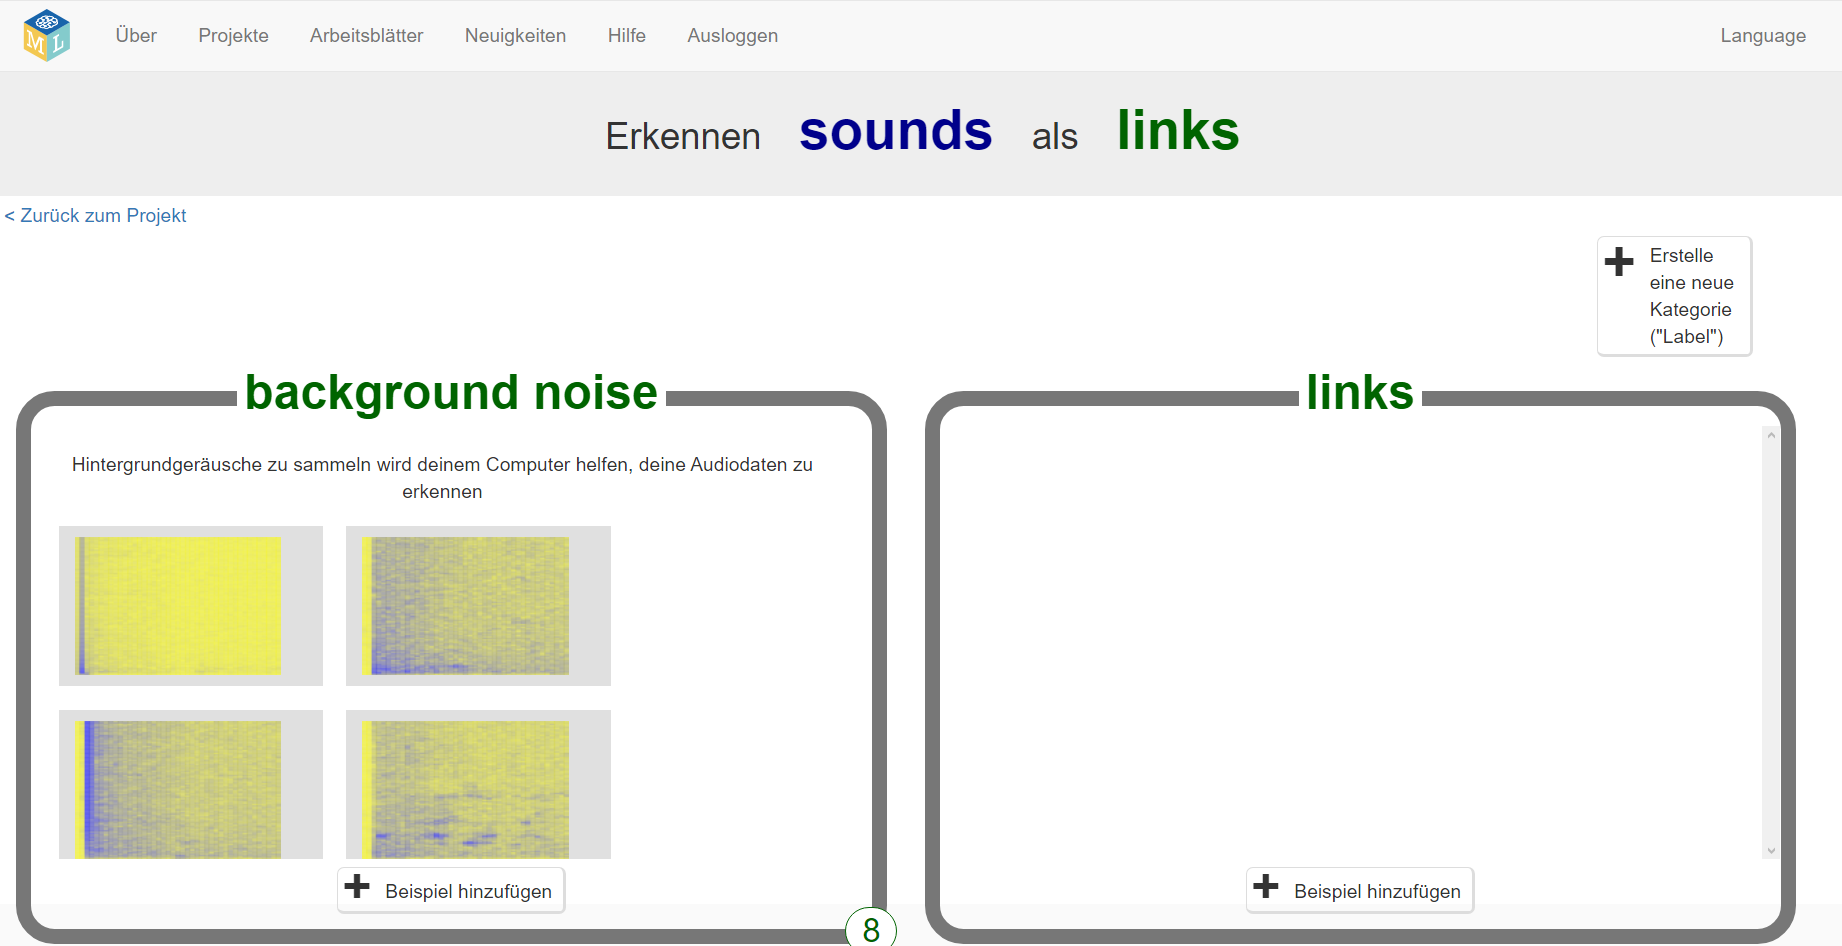 M L
Über Projekte Arbeitsblätter Neuigkeiten Hilfe Ausloggen Language
Erkennen sounds als links
< Zurück zum Projekt
Erstelle
eine neue
Kategorie
("Label")
background noise
Hintergrundgeräusche zu sammeln wird deinem Computer helfen, deine Audiodaten zu
erkennen
Beispiel hinzufügen
8
links
Beispiel hinzufügen